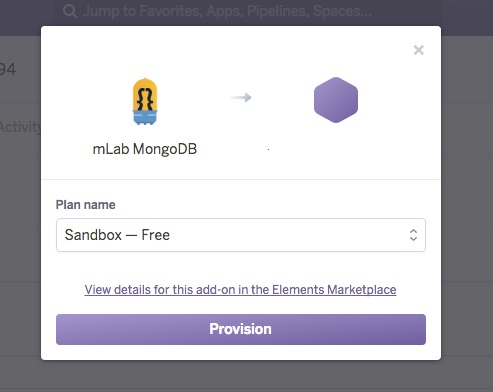 Jump to Favorites, Apps, Pipelines, Spaces...
94
Activity
×
mLab MongoDB
Plan name
Sandbox — Free
View details for this add-on in the Elements Marketplace
Provision